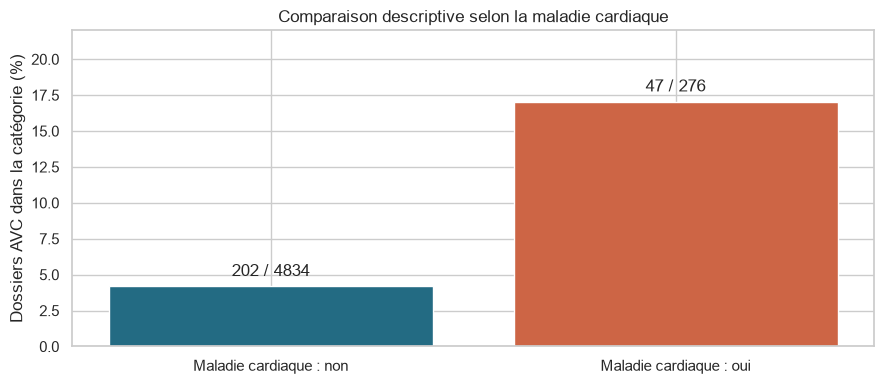 Comparaison descriptive selon la maladie cardiaque
Dossiers AVC dans la catégorie (%)
20.0
17.5
15.0
12.5
10.0
7.5
5.0
2.5
0.0
202 / 4834
47 / 276
Maladie cardiaque : non
Maladie cardiaque : oui